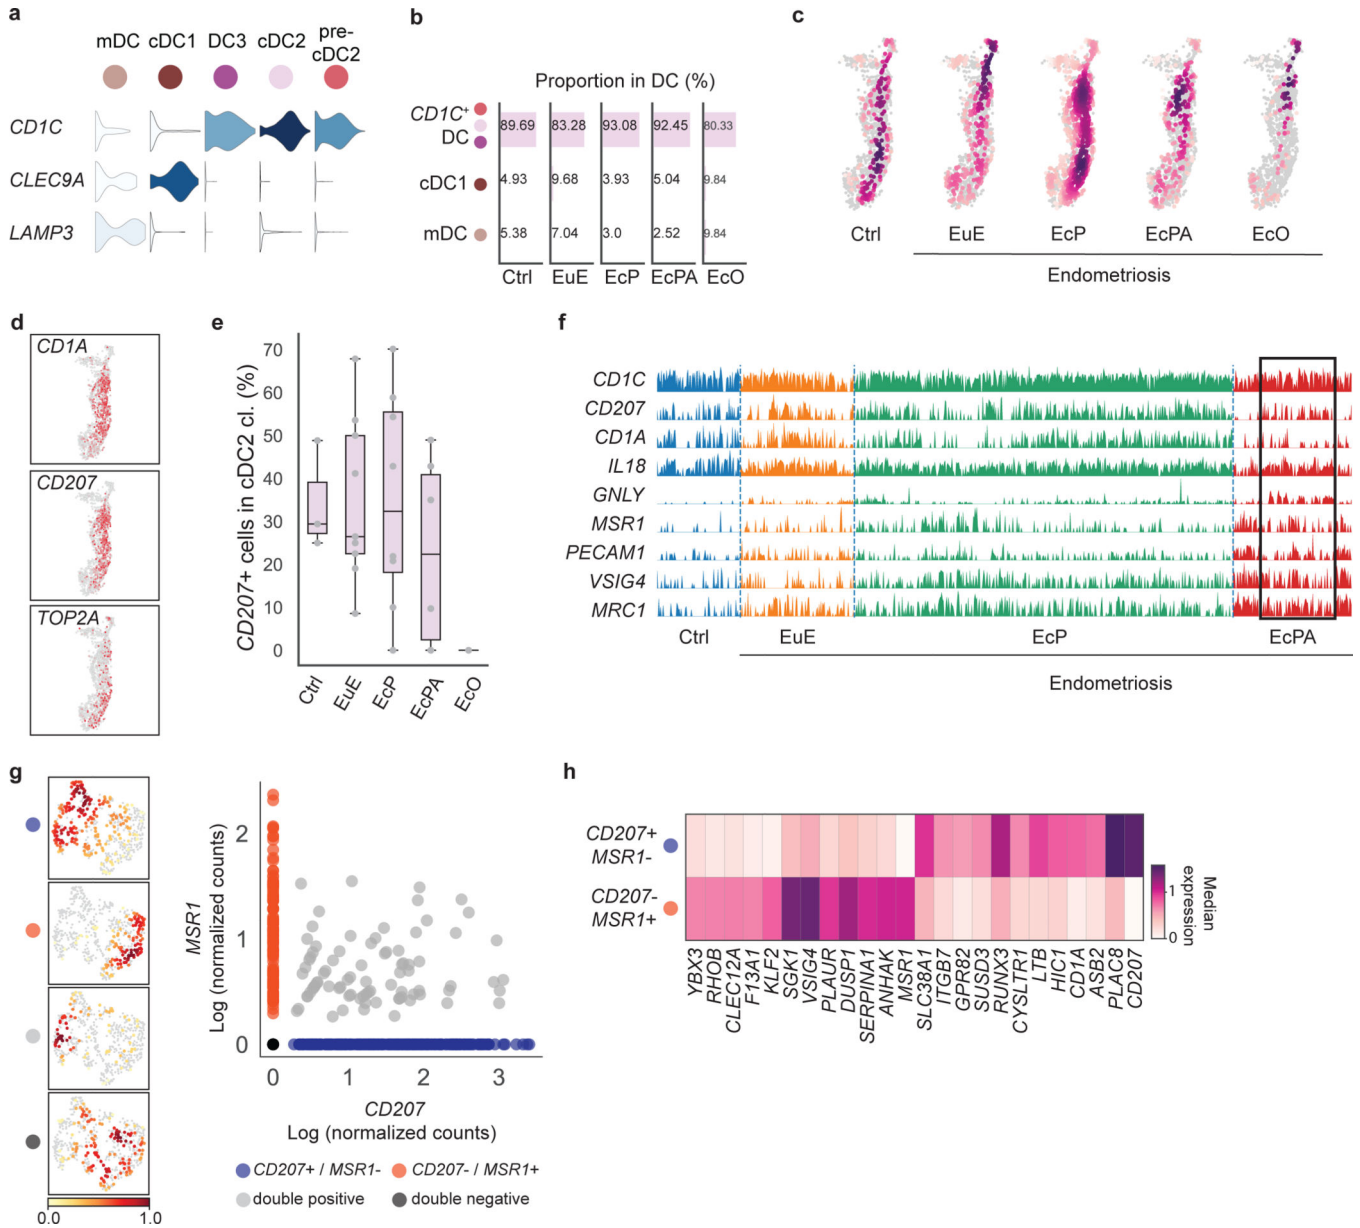 a
mDC cDC1 DC3 cDC2 pre-
cDC2
CD1C
CLEC9A
LAMP3
b
Proportion in DC (%)
CD1C+
DC
89.69 83.28 93.08 92.45 80.33
cDC1
4.93 9.68 3.93 5.04 9.84
mDC
5.38 7.04 3.0 2.52 9.84
Ctrl EuE EcP EcPA EcO
c
Ctrl EuE EcP EcPA EcO
Endometriosis
d
CD1A
CD207
TOP2A
e
CD207+ cells in cDC2 cl. (%)
70
60
50
40
30
20
10
0
Ctrl EuE EcP EcPA EcO
f
CD1C
CD207
CD1A
IL18
GNLY
MSR1
PECAM1
VSIG4
MRC1
Ctrl EuE EcP EcPA
Endometriosis
g
0.0 1.0
MSR1
Log (normalized counts)
2
1
0
0 1 2 3
CD207
Log (normalized counts)
CD207+ / MSR1- CD207- / MSR1+
double positive double negative
h
CD207+
MSR1-
CD207-
MSR1+
1
0
Median
expression
YBX3 RHOB CLEC12A F13A1 KLF2 SGK1 VSIG4 PLAUR DUSP1 SERPINA1 ANHAK MSR1 SLC38A1 ITGB7 GPR82 SUSD3 RUNX3 CYSLTR1 LTB HIC1 CD1A ASB2 PLAC8 CD207